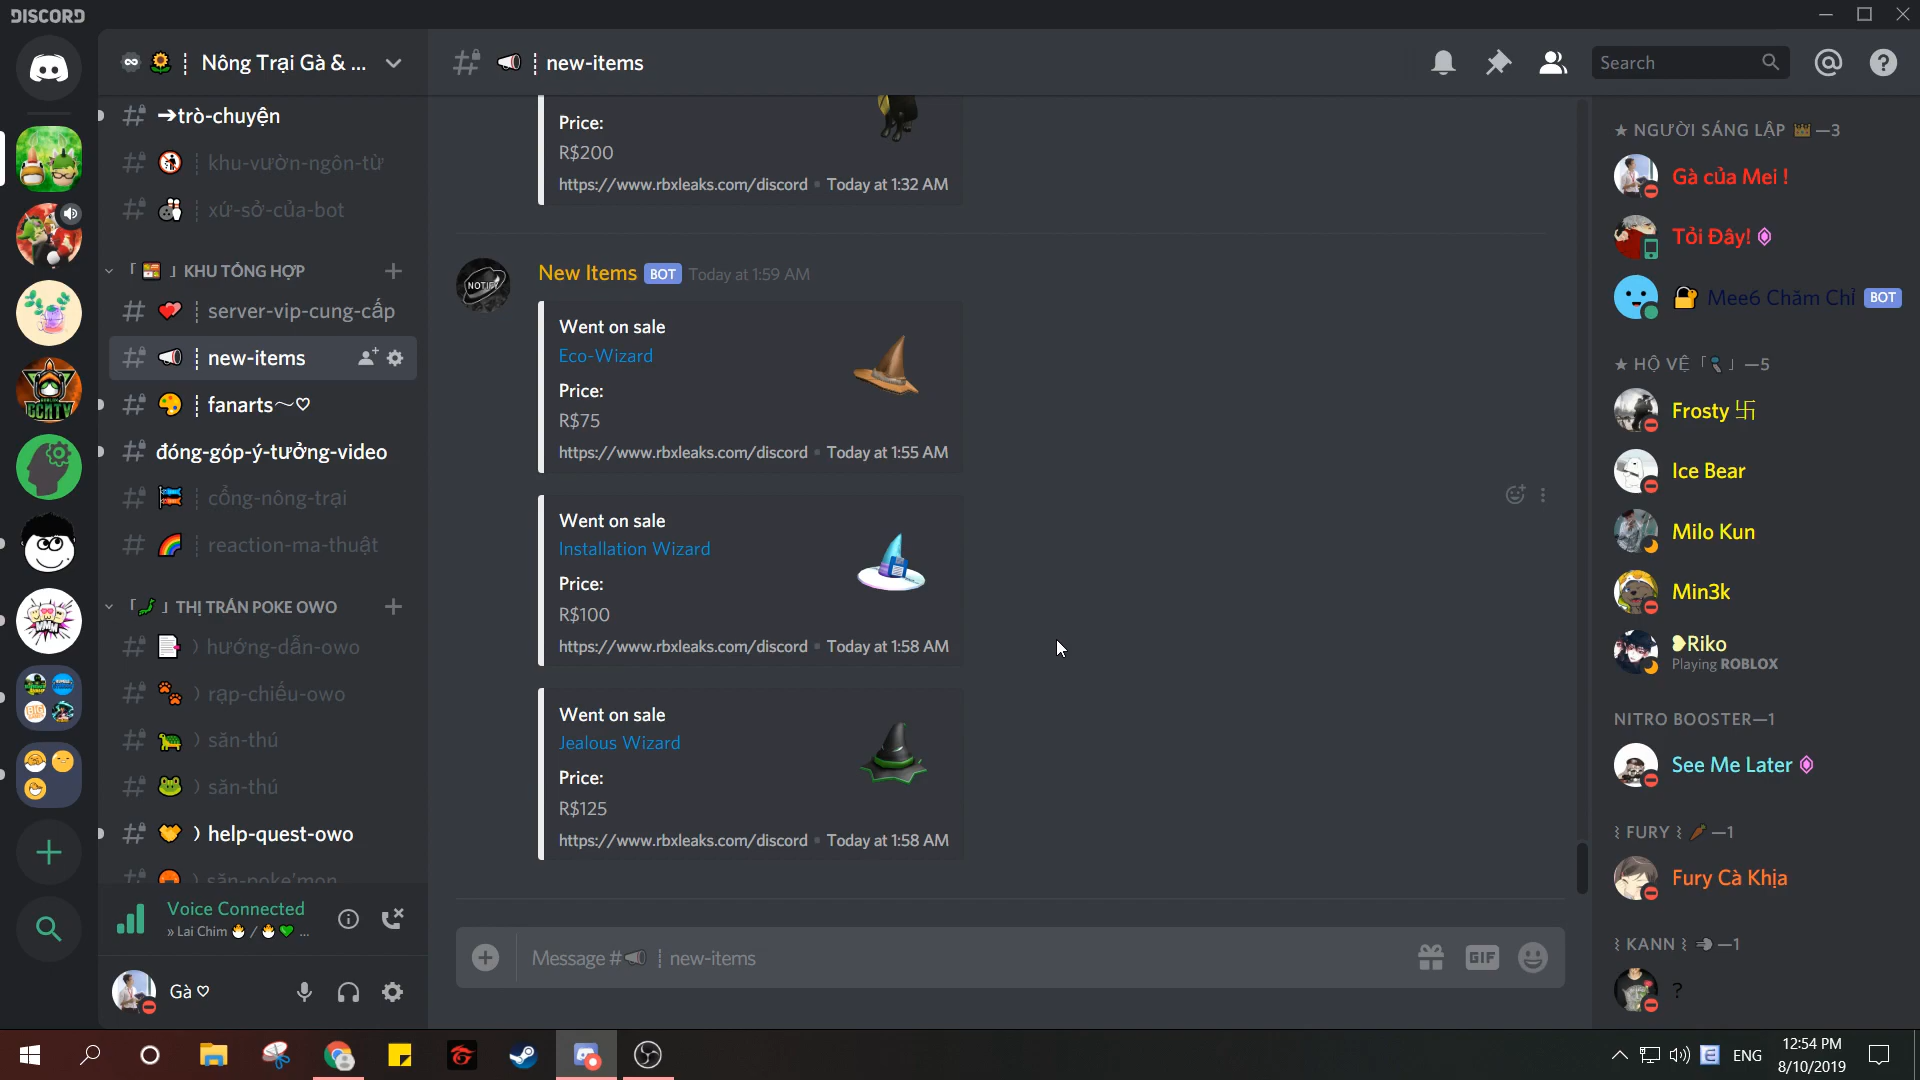 DISCORD
Nông Trại Gà & ...
new-items
Search
➔trò-chuyện
khu-vườn-ngôn-từ
xứ-sở-của-bot
「 」 KHU TỔNG HỢP
server-vip-cung-cấp
new-items
fanarts～♡
đóng-góp-ý-tưởng-video
cổng-nông-trại
reaction-ma-thuật
「 」 THỊ TRẤN POKE OWO
) hướng-dẫn-owo
) rạp-chiếu-owo
) săn-thú
) săn-thú
) help-quest-owo
) săn-poke'mon
Voice Connected
» Lai Chim 🐣 / 🐣 💚 ...
Gà ♡
Price:
R$200
https://www.rbxleaks.com/discord • Today at 1:32 AM
NOTIFY
New Items BOT Today at 1:59 AM
Went on sale
Eco-Wizard
Price:
R$75
https://www.rbxleaks.com/discord • Today at 1:55 AM
Went on sale
Installation Wizard
Price:
R$100
https://www.rbxleaks.com/discord • Today at 1:58 AM
Went on sale
Jealous Wizard
Price:
R$125
https://www.rbxleaks.com/discord • Today at 1:58 AM
Message #📢┊new-items
GIF
★ NGƯỜI SÁNG LẬP 👑 —3
Gà của Mei !
Tỏi Đây!
Mee6 Chăm Chỉ BOT
★ HỘ VỆ「 」—5
Frosty 卐
Ice Bear
Milo Kun
Min3k
❥Riko
Playing ROBLOX
NITRO BOOSTER—1
See Me Later
⌇ FURY ⌇ 🥕 —1
Fury Cà Khịa
⌇ KANN ⌇ —1
?
ENG
12:54 PM
8/10/2019